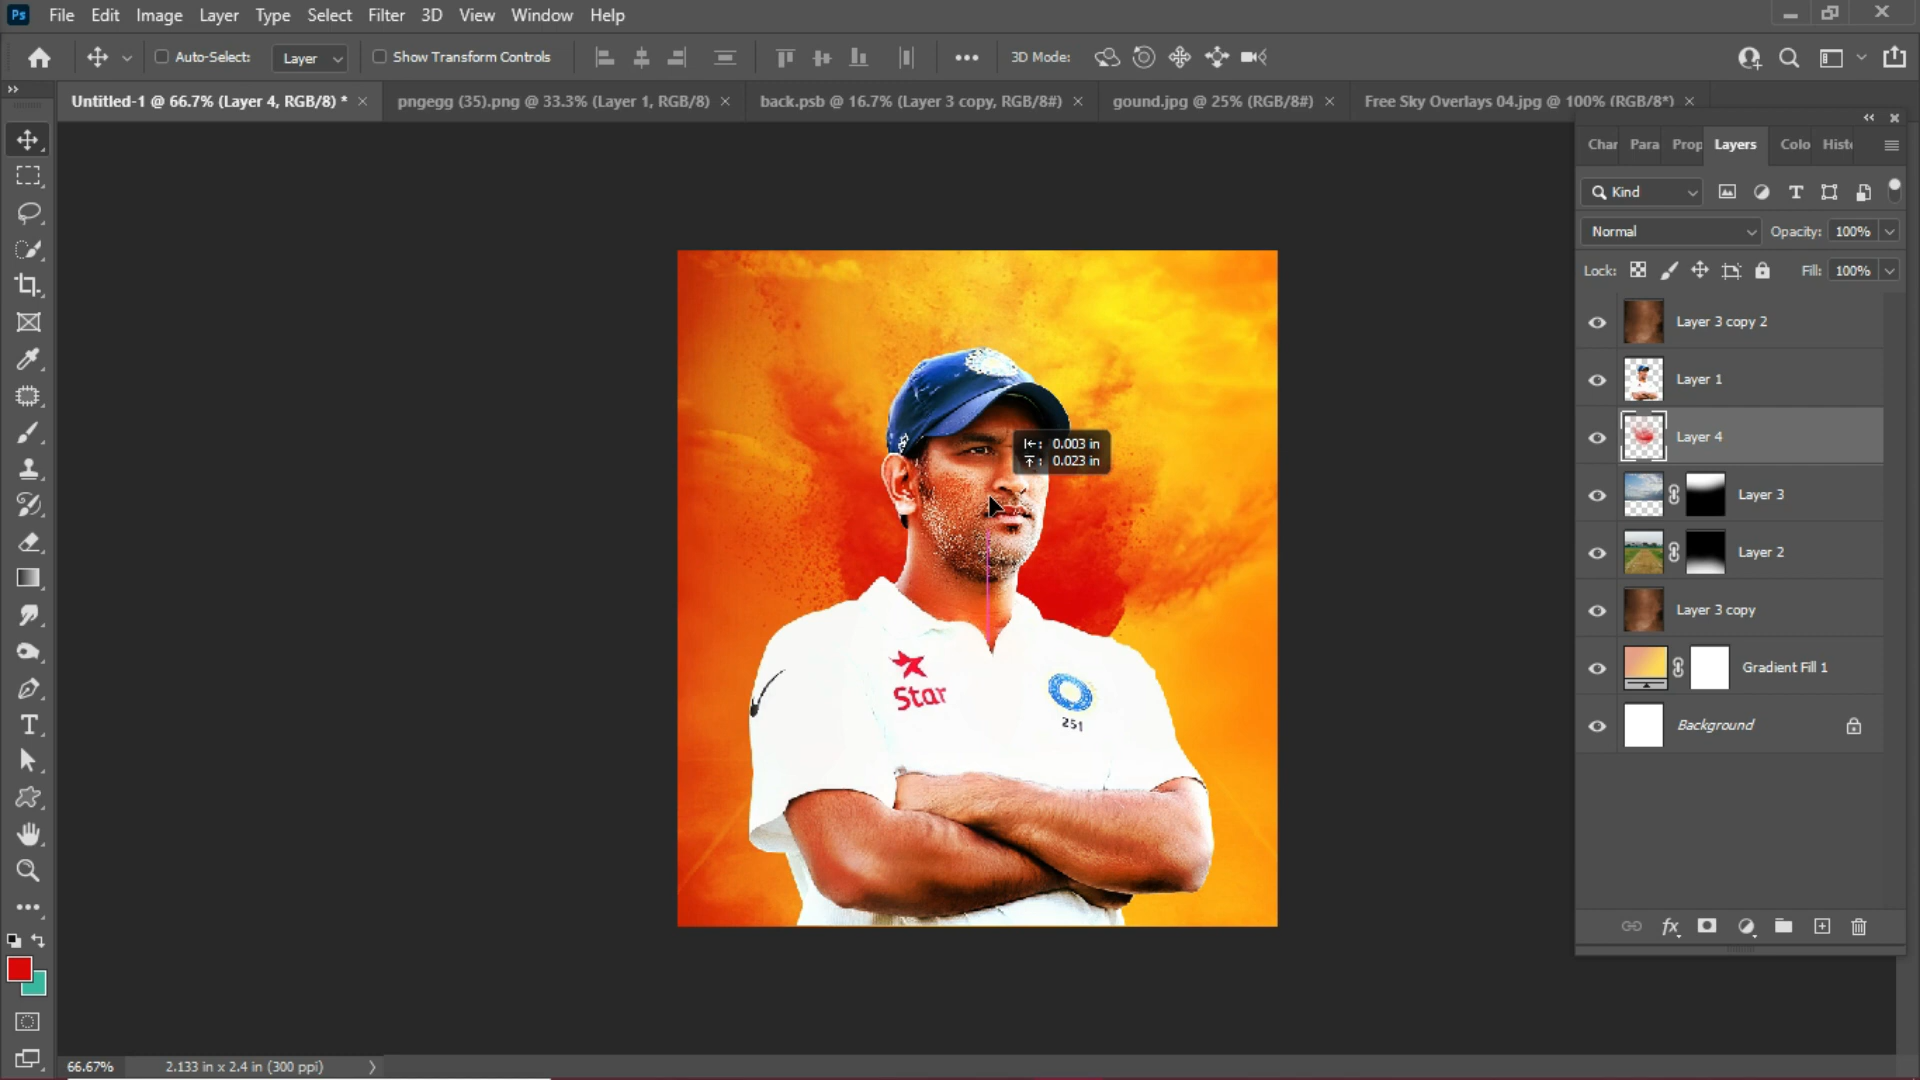 Ps File Edit Image Layer Type Select Filter 3D View Window Help
Auto-Select: Layer Show Transform Controls 3D Mode:
Untitled-1 @ 66.7% (Layer 4, RGB/8) * pngegg (35).png @ 33.3% (Layer 1, RGB/8) back.psb @ 16.7% (Layer 3 copy, RGB/8#) gound.jpg @ 25% (RGB/8#) Free Sky Overlays 04.jpg @ 100% (RGB/8*)
Char Para Prop Layers Colo Histo
Kind
Normal Opacity: 100%
Lock: Fill: 100%
Layer 3 copy 2
Layer 1
Layer 4
Layer 3
Layer 2
Layer 3 copy
Gradient Fill 1
Background
fx
0.003 in
0.023 in
Star
251
66.67% 2.133 in x 2.4 in (300 ppi)